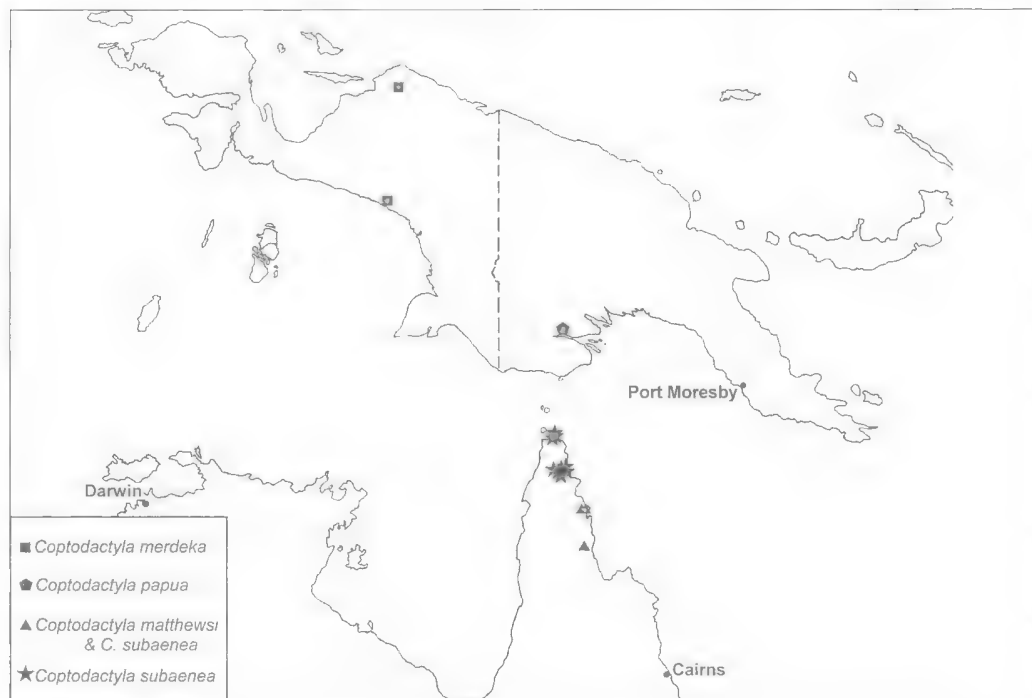 Port Moresby
Darwin
Coptodactyla merdeka
Coptodactyla papua
Coptodactyla matthewsi
& C. subaenea
Coptodactyla subaenea
Cairns